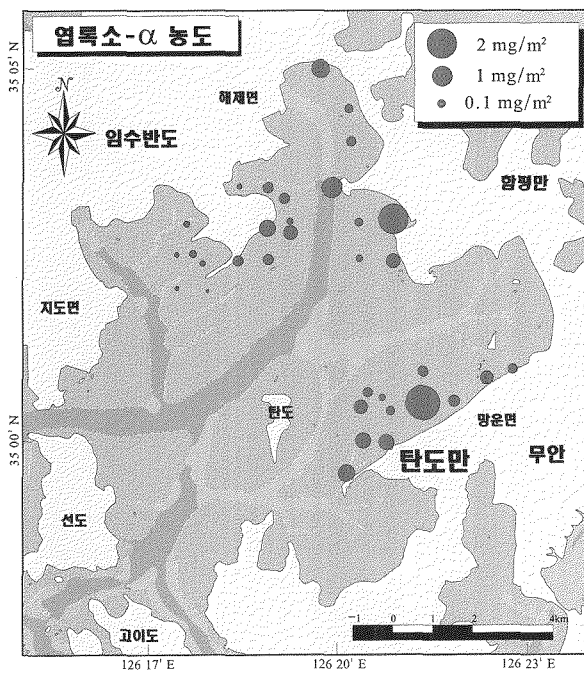 염록소-α 농도
2 mg/m²
1 mg/m²
0.1 mg/m²
35 05' N
N
해제면
임수반도
함평만
지도면
탄도
망운면
35 00' N
탄도만
무안
선도
고이도
-1 0 1 2 4km
126 17' E
126 20' E
126 23' E